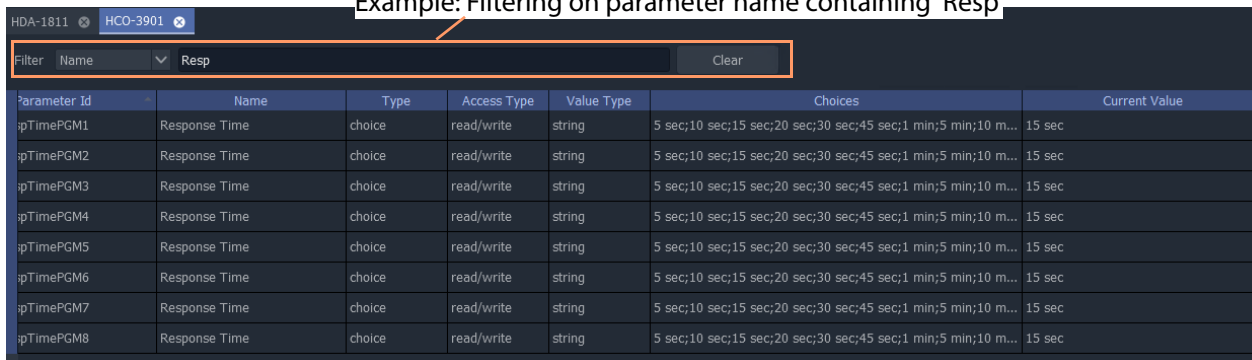 Example: Filtering on parameter name containing 'Resp'
HDA-1811 HCO-3901
Filter Name Resp Clear
Parameter Id Name Type Access Type Value Type Choices Current Value
spTimePGM1 Response Time choice read/write string 5 sec;10 sec;15 sec;20 sec;30 sec;45 sec;1 min;5 min;10 m... 15 sec
spTimePGM2 Response Time choice read/write string 5 sec;10 sec;15 sec;20 sec;30 sec;45 sec;1 min;5 min;10 m... 15 sec
spTimePGM3 Response Time choice read/write string 5 sec;10 sec;15 sec;20 sec;30 sec;45 sec;1 min;5 min;10 m... 15 sec
spTimePGM4 Response Time choice read/write string 5 sec;10 sec;15 sec;20 sec;30 sec;45 sec;1 min;5 min;10 m... 15 sec
spTimePGM5 Response Time choice read/write string 5 sec;10 sec;15 sec;20 sec;30 sec;45 sec;1 min;5 min;10 m... 15 sec
spTimePGM6 Response Time choice read/write string 5 sec;10 sec;15 sec;20 sec;30 sec;45 sec;1 min;5 min;10 m... 15 sec
spTimePGM7 Response Time choice read/write string 5 sec;10 sec;15 sec;20 sec;30 sec;45 sec;1 min;5 min;10 m... 15 sec
spTimePGM8 Response Time choice read/write string 5 sec;10 sec;15 sec;20 sec;30 sec;45 sec;1 min;5 min;10 m... 15 sec